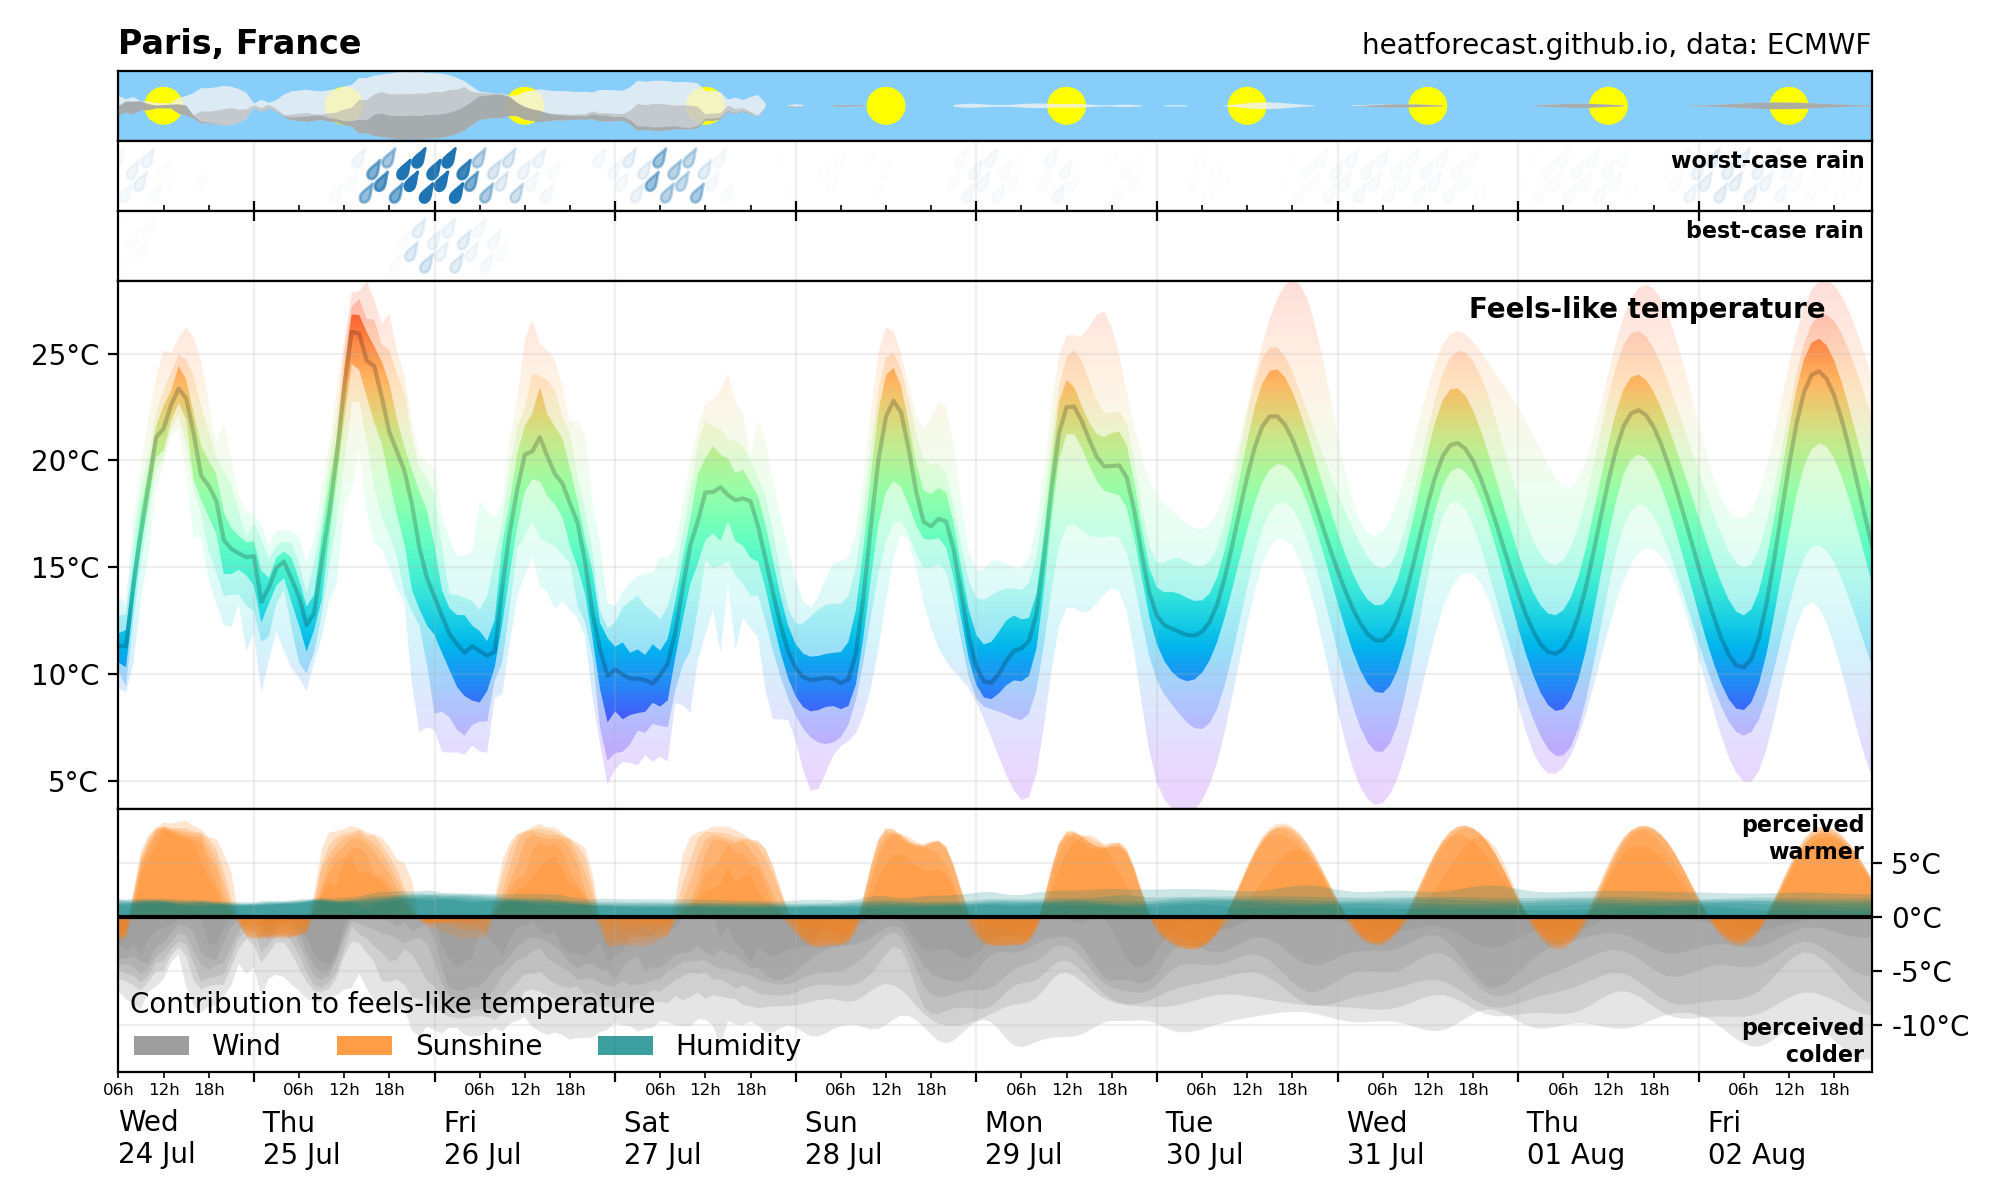 Paris, France
heatforecast.github.io, data: ECMWF
worst-case rain
best-case rain
Feels-like temperature
25°C
20°C
15°C
10°C
5°C
perceived
warmer
5°C
0°C
-5°C
-10°C
perceived
colder
Contribution to feels-like temperature
Wind Sunshine Humidity
06h 12h 18h 06h 12h 18h 06h 12h 18h 06h 12h 18h 06h 12h 18h 06h 12h 18h 06h 12h 18h 06h 12h 18h 06h 12h 18h 06h 12h 18h
Wed Thu Fri Sat Sun Mon Tue Wed Thu Fri
24 Jul 25 Jul 26 Jul 27 Jul 28 Jul 29 Jul 30 Jul 31 Jul 01 Aug 02 Aug